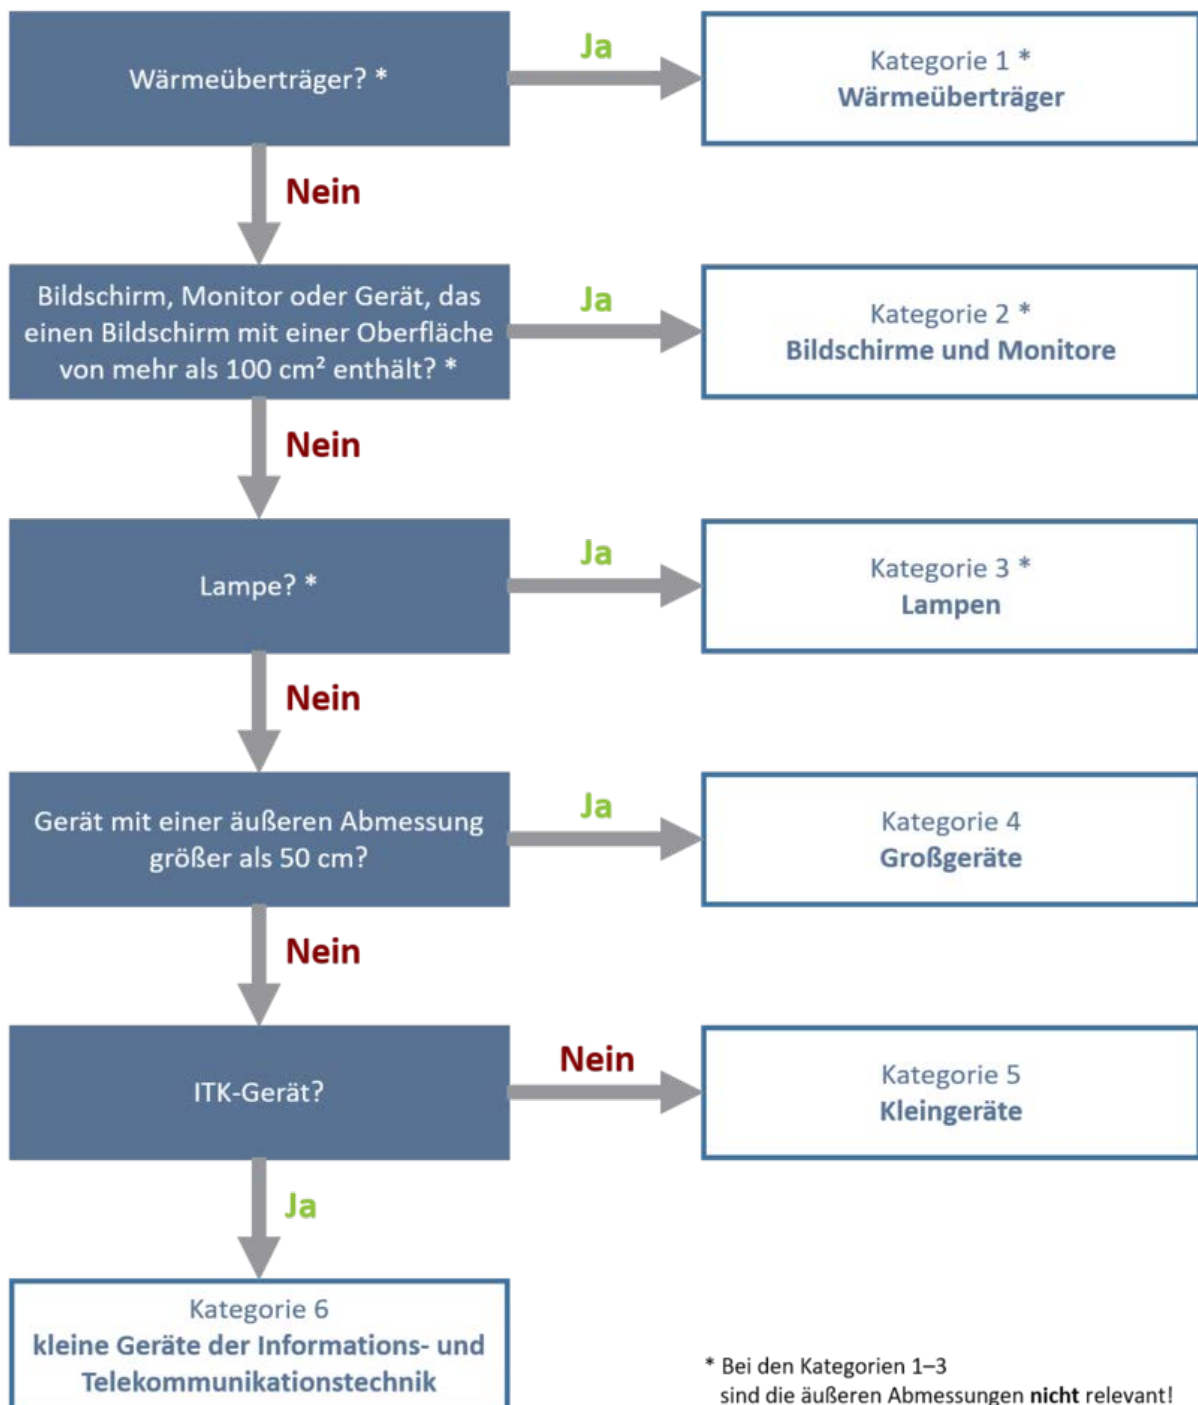 Wärmeüberträger? *
Ja
Kategorie 1 *
Wärmeüberträger
Nein
Bildschirm, Monitor oder Gerät, das
einen Bildschirm mit einer Oberfläche
von mehr als 100 cm² enthält? *
Ja
Kategorie 2 *
Bildschirme und Monitore
Nein
Lampe? *
Ja
Kategorie 3 *
Lampen
Nein
Gerät mit einer äußeren Abmessung
größer als 50 cm?
Ja
Kategorie 4
Großgeräte
Nein
ITK-Gerät?
Nein
Kategorie 5
Kleingeräte
Ja
Kategorie 6
kleine Geräte der Informations- und
Telekommunikationstechnik
* Bei den Kategorien 1–3
sind die äußeren Abmessungen nicht relevant!